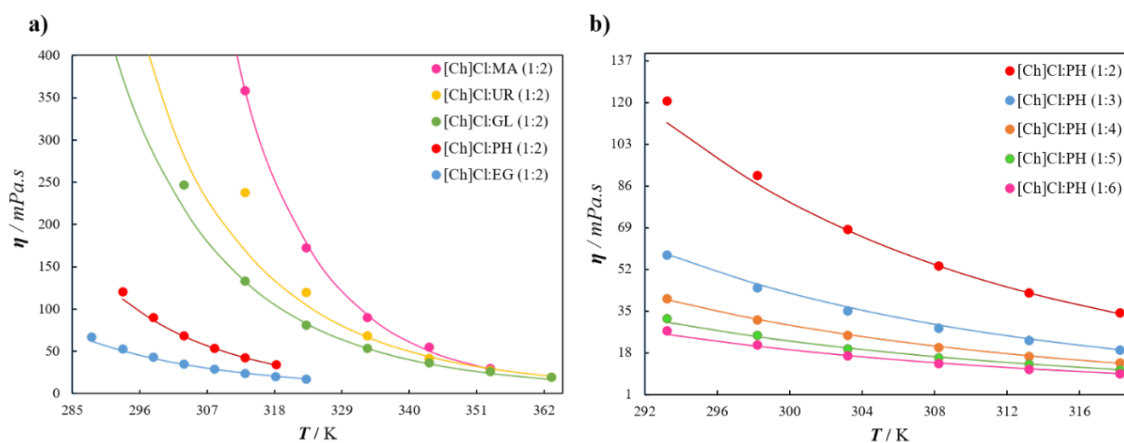 a)
400
350
300
250
200
150
100
50
0
η / mPa.s
285 296 307 318 329 340 351 362
T / K
[Ch]Cl:MA (1:2)
[Ch]Cl:UR (1:2)
[Ch]Cl:GL (1:2)
[Ch]Cl:PH (1:2)
[Ch]Cl:EG (1:2)
b)
137
120
103
86
69
52
35
18
1
η / mPa.s
292 296 300 304 308 312 316
T / K
[Ch]Cl:PH (1:2)
[Ch]Cl:PH (1:3)
[Ch]Cl:PH (1:4)
[Ch]Cl:PH (1:5)
[Ch]Cl:PH (1:6)